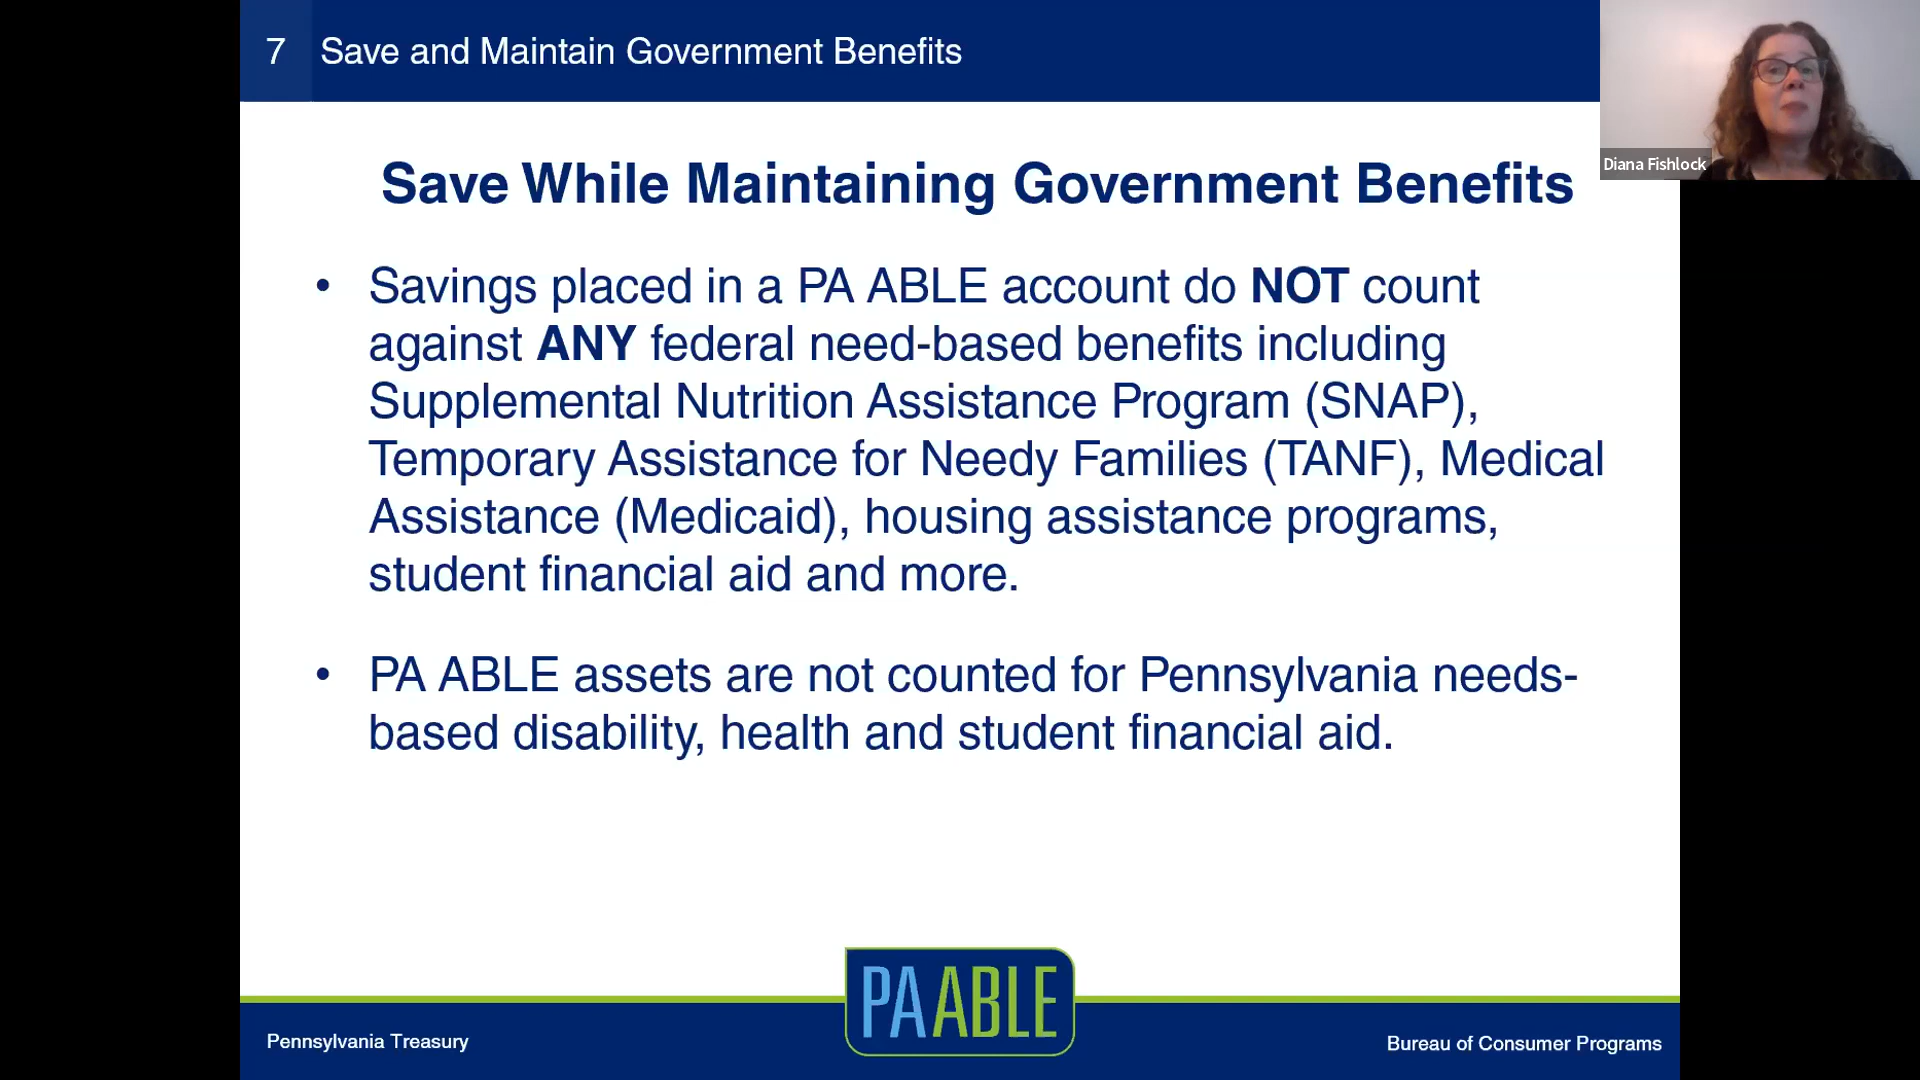 7 Save and Maintain Government Benefits
Diana Fishlock
Save While Maintaining Government Benefits
• Savings placed in a PA ABLE account do NOT count
against ANY federal need-based benefits including
Supplemental Nutrition Assistance Program (SNAP),
Temporary Assistance for Needy Families (TANF), Medical
Assistance (Medicaid), housing assistance programs,
student financial aid and more.
• PA ABLE assets are not counted for Pennsylvania needs-
based disability, health and student financial aid.
PA ABLE
Pennsylvania Treasury
Bureau of Consumer Programs